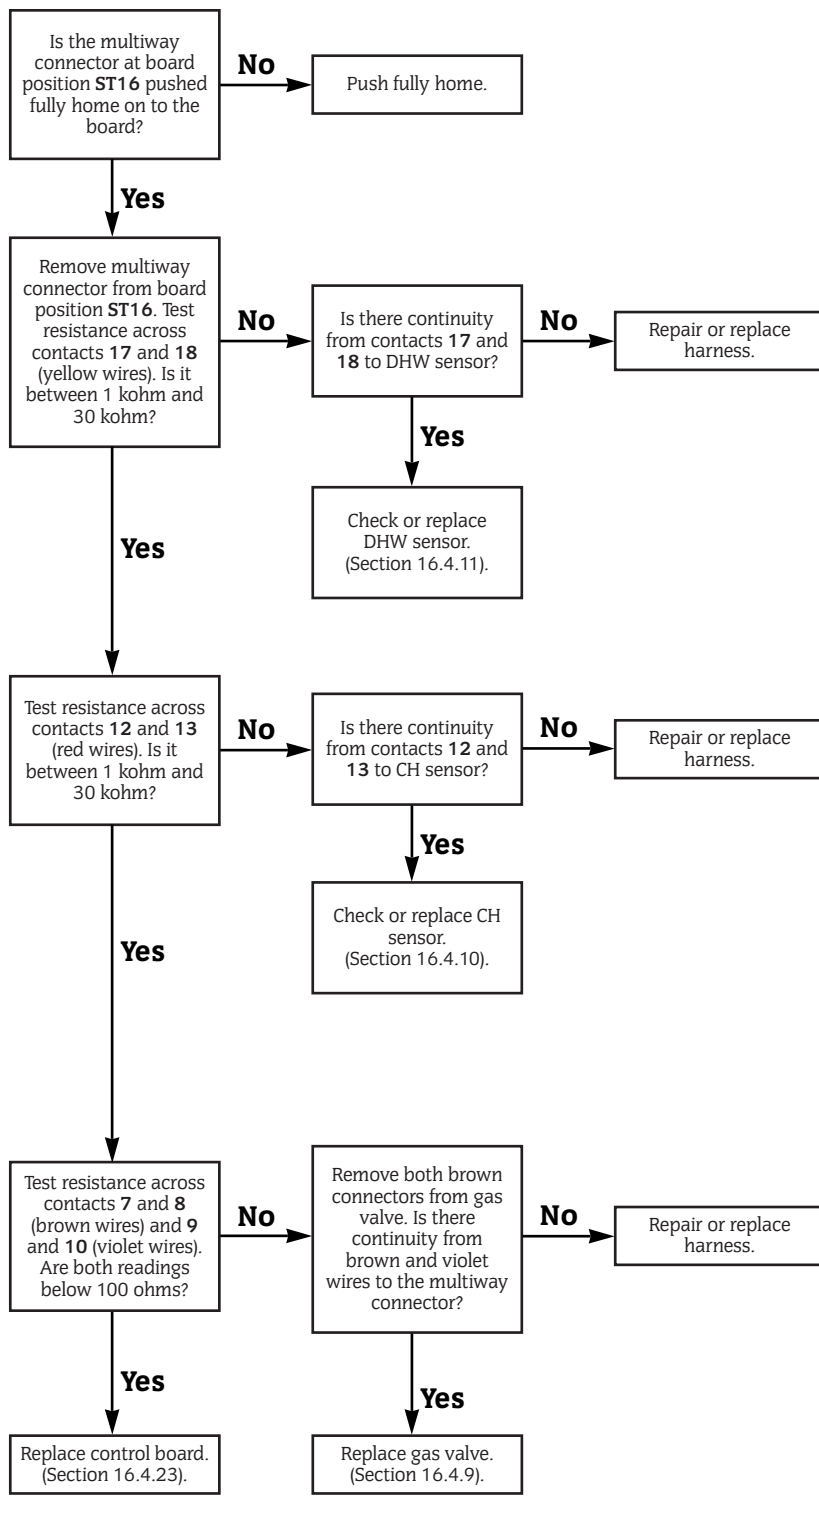 Is the multiway
connector at board
position ST16 pushed
fully home on to the
board?
No
Push fully home.
Yes
Remove multiway
connector from board
position ST16. Test
resistance across
contacts 17 and 18
(yellow wires). Is it
between 1 kohm and
30 kohm?
No
Is there continuity
from contacts 17 and
18 to DHW sensor?
No
Repair or replace
harness.
Yes
Check or replace
DHW sensor.
(Section 16.4.11).
Yes
Test resistance across
contacts 12 and 13
(red wires). Is it
between 1 kohm and
30 kohm?
No
Is there continuity
from contacts 12 and
13 to CH sensor?
No
Repair or replace
harness.
Yes
Check or replace CH
sensor.
(Section 16.4.10).
Yes
Test resistance across
contacts 7 and 8
(brown wires) and 9
and 10 (violet wires).
Are both readings
below 100 ohms?
No
Remove both brown
connectors from gas
valve. Is there
continuity from
brown and violet
wires to the multiway
connector?
No
Repair or replace
harness.
Yes
Replace control board.
(Section 16.4.23).
Yes
Replace gas valve.
(Section 16.4.9).